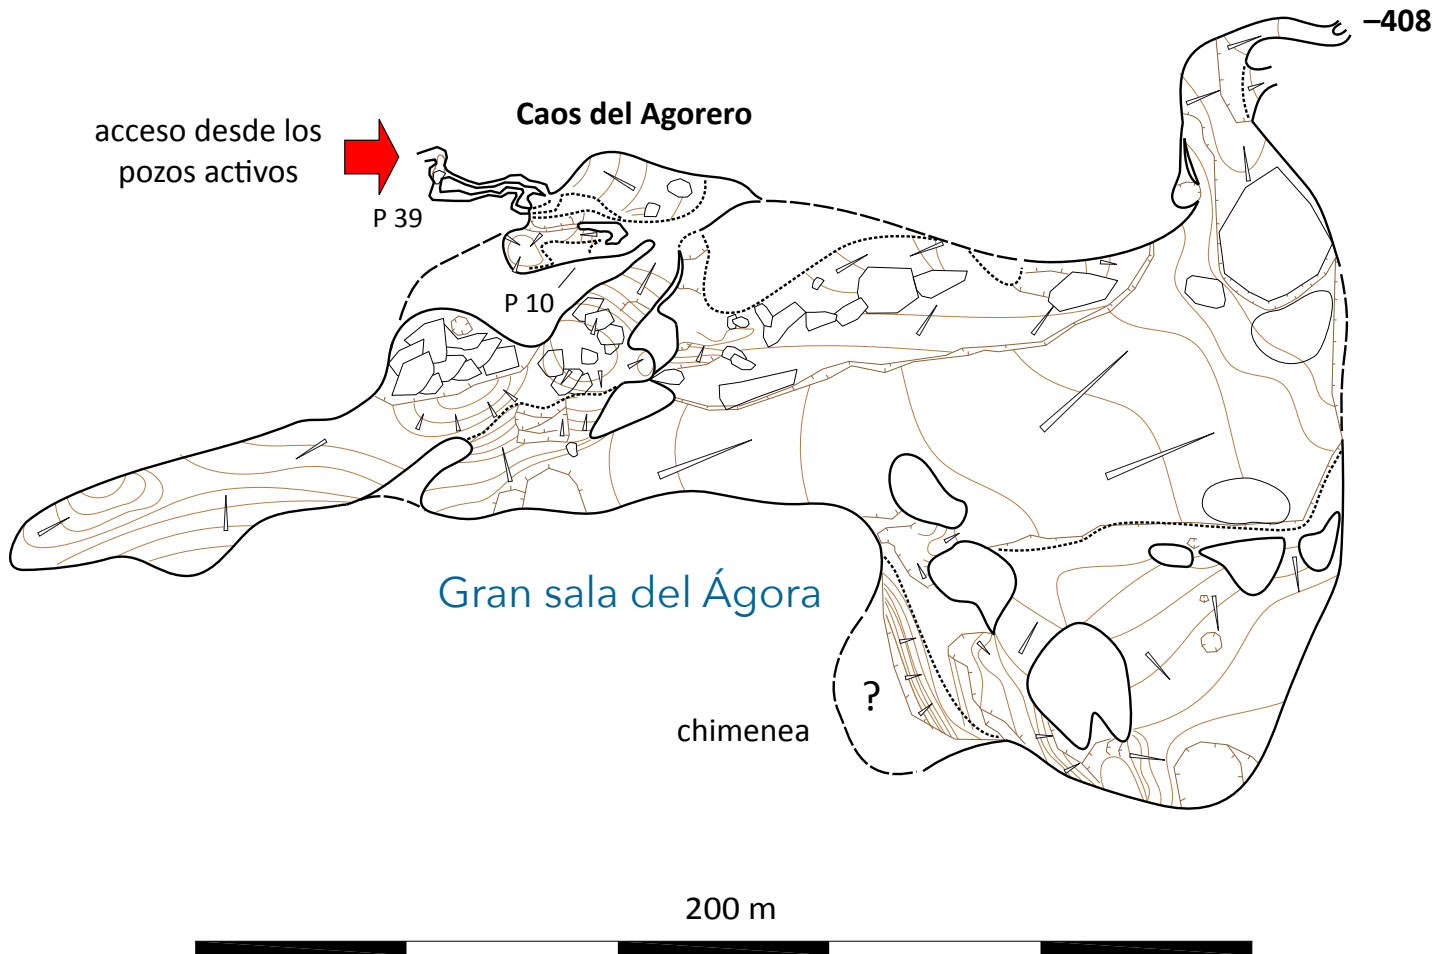 –408
Caos del Agorero
acceso desde los
pozos activos
P 39
P 10
Gran sala del Ágora
?
chimenea
200 m